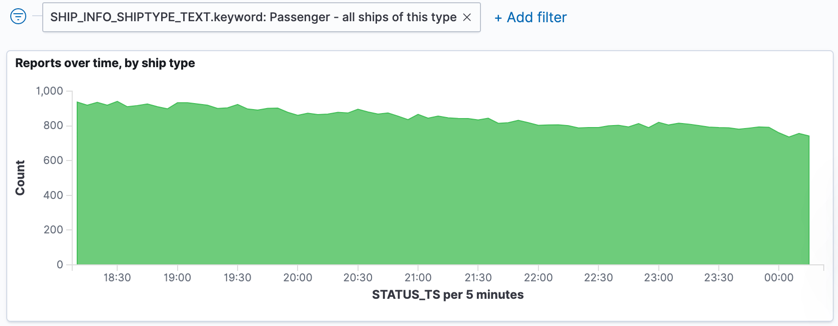 SHIP_INFO_SHIPTYPE_TEXT.keyword: Passenger - all ships of this type × + Add filter
Reports over time, by ship type
1,000
800
600
400
200
0
Count
18:30 19:00 19:30 20:00 20:30 21:00 21:30 22:00 22:30 23:00 23:30 00:00
STATUS_TS per 5 minutes